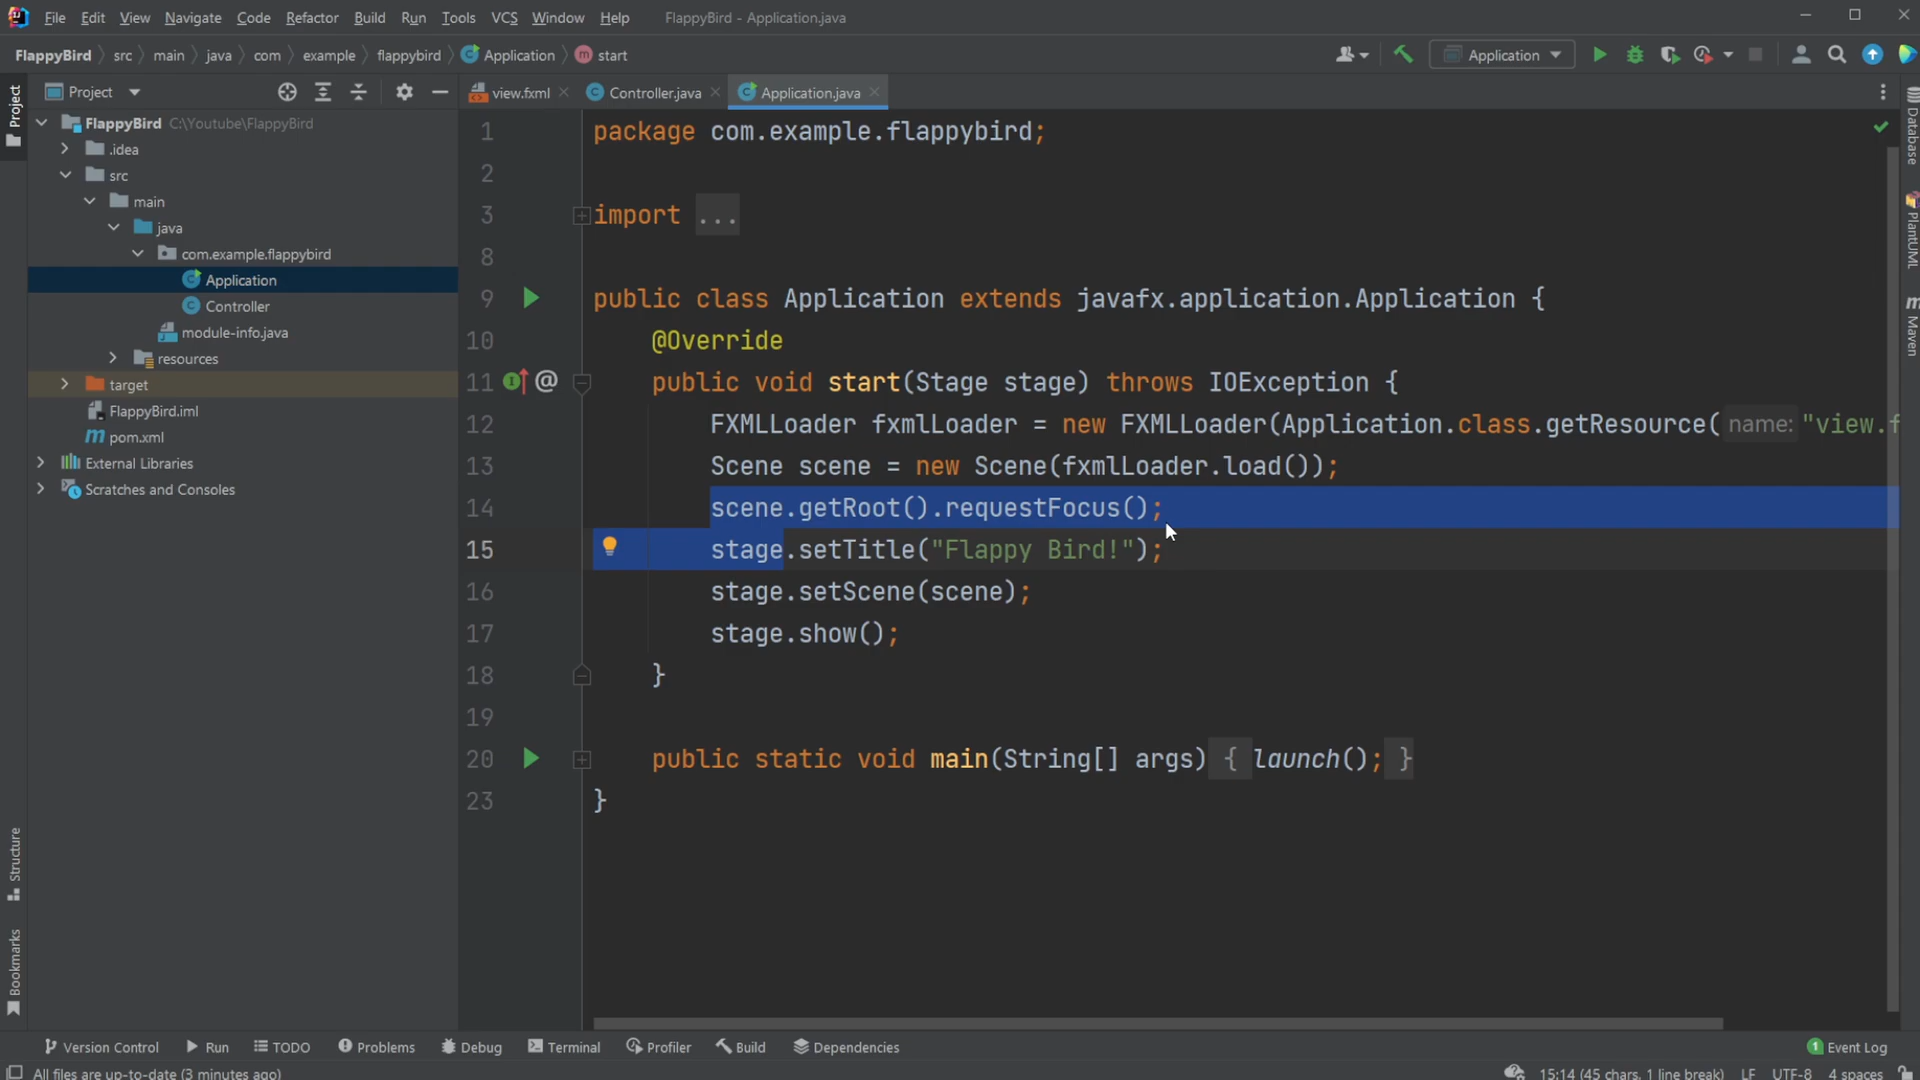 File Edit View Navigate Code Refactor Build Run Tools VCS Window Help FlappyBird - Application.java
FlappyBird src main java com example flappybird Application start Application
Project
view.fxml Controller.java Application.java
Project
FlappyBird C:\Youtube\FlappyBird
.idea
src
main
java
com.example.flappybird
Application
Controller
module-info.java
resources
target
FlappyBird.iml
pom.xml
External Libraries
Scratches and Consoles
Structure
Bookmarks
1 package com.example.flappybird;
2
3 import ...
8
9 public class Application extends javafx.application.Application {
10 @Override
11 @ public void start(Stage stage) throws IOException {
12 FXMLLoader fxmlLoader = new FXMLLoader(Application.class.getResource( name: "view.f
13 Scene scene = new Scene(fxmlLoader.load());
14 scene.getRoot().requestFocus();
15 stage.setTitle("Flappy Bird!");
16 stage.setScene(scene);
17 stage.show();
18 }
19
20 public static void main(String[] args) { launch(); }
23 }
Database
PlantUML
Maven
Version Control Run TODO Problems Debug Terminal Profiler Build Dependencies 1 Event Log
All files are up-to-date (3 minutes ago) 15:14 (45 chars, 1 line break) LF UTF-8 4 spaces